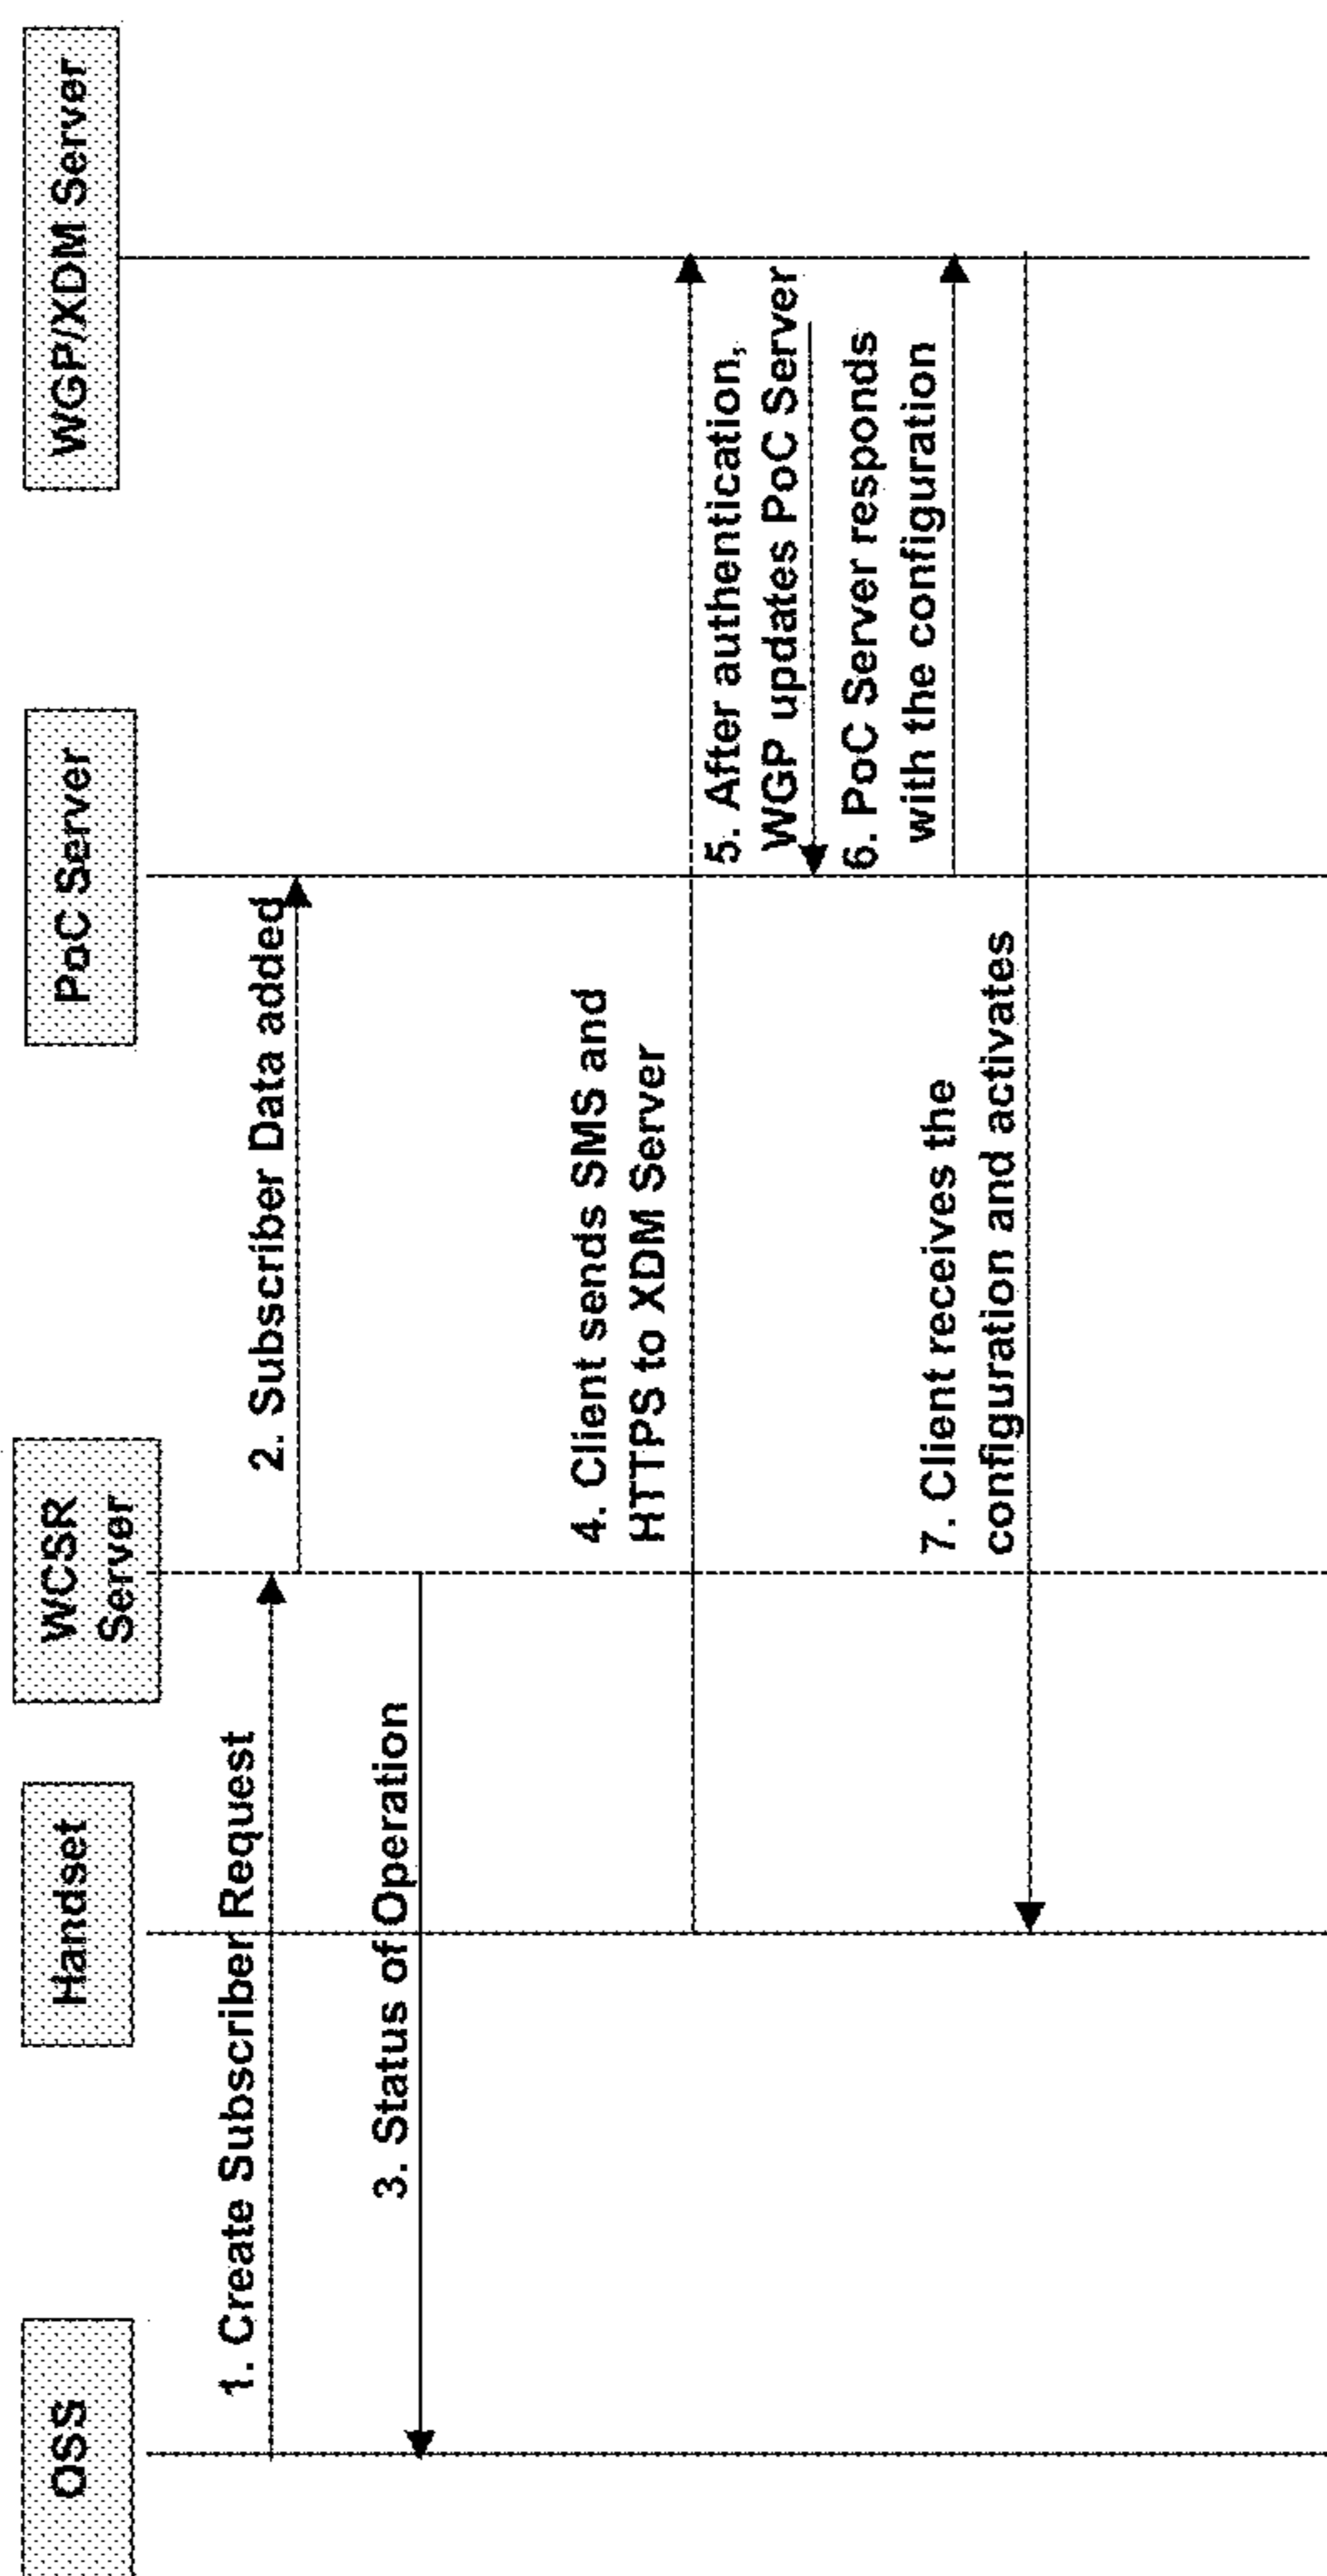 OSS
Handset
WCSR
Server
PoC Server
WGP/XDM Server
1. Create Subscriber Request
2. Subscriber Data added
3. Status of Operation
4. Client sends SMS and
HTTPS to XDM Server
5. After authentication,
WGP updates PoC Server
6. PoC Server responds
with the configuration
7. Client receives the
configuration and activates